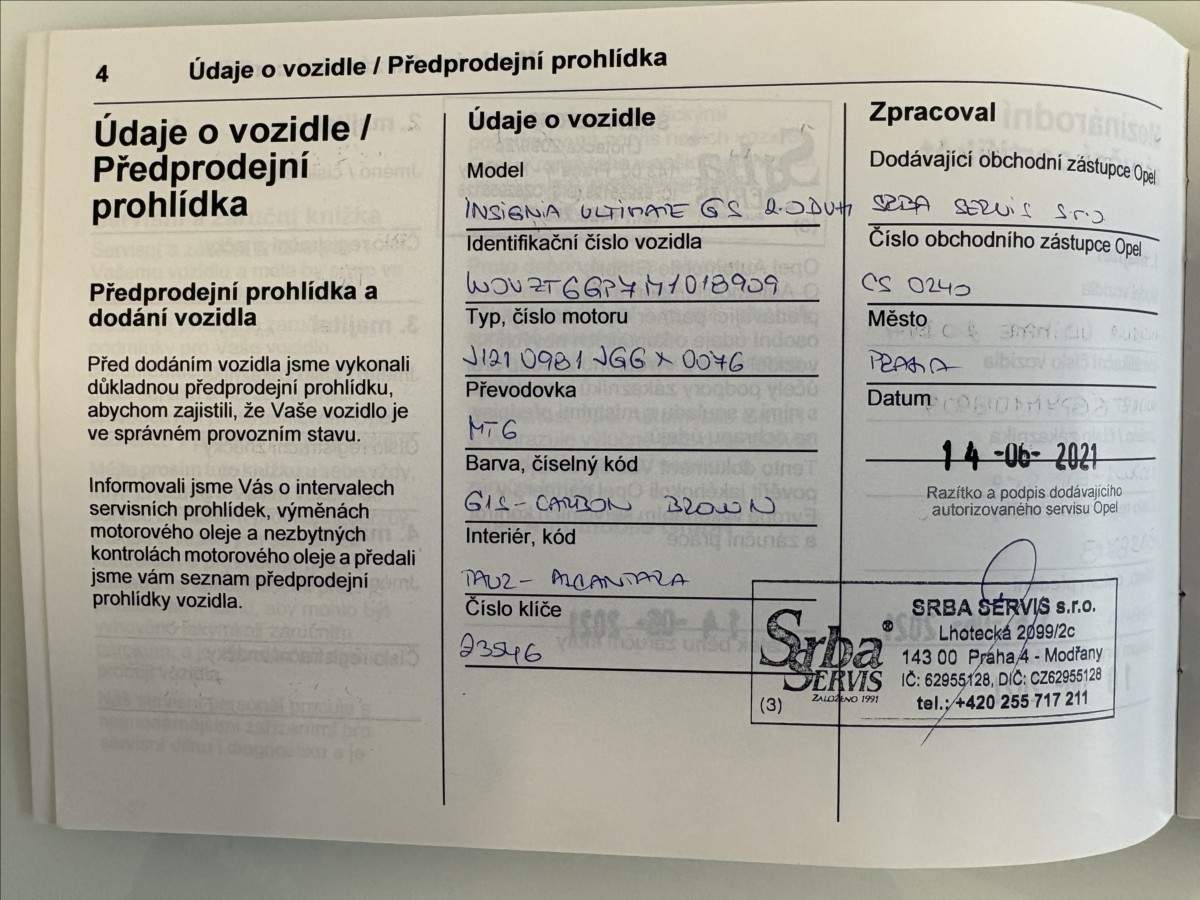 4
Údaje o vozidle / Předprodejní prohlídka
Údaje o vozidle /
Předprodejní
prohlídka
Předprodejní prohlídka a
dodání vozidla
Před dodáním vozidla jsme vykonali
důkladnou předprodejní prohlídku,
abychom zajistili, že Vaše vozidlo je
ve správném provozním stavu.
Informovali jsme Vás o intervalech
servisních prohlídek, výměnách
motorového oleje a nezbytných
kontrolách motorového oleje a předali
jsme vám seznam předprodejní
prohlídky vozidla.
Údaje o vozidle
Model
INSIGNIA ULTIMATE GS 2.0DVH
Identifikační číslo vozidla
W0VZT6GP7M1018909
Typ, číslo motoru
Převodovka
MT6
Barva, číselný kód
G1S - CARBON BROWN
Interiér, kód
TAUZ - ALCANTARA
Číslo klíče
23546
Zpracoval
Dodávající obchodní zástupce Opel
SRBA SERVIS s.r.o
Číslo obchodního zástupce Opel
CS 0240
Město
PRAHA
Datum
14 -06- 2021
Razítko a podpis dodávajícího
autorizovaného servisu Opel
Srba®
SERVIS
ZALOŽENO 1991
(3)
SRBA SERVIS s.r.o.
Lhotecká 2099/2c
143 00 Praha 4 - Modřany
IČ: 62955128, DIČ: CZ62955128
tel.: +420 255 717 211